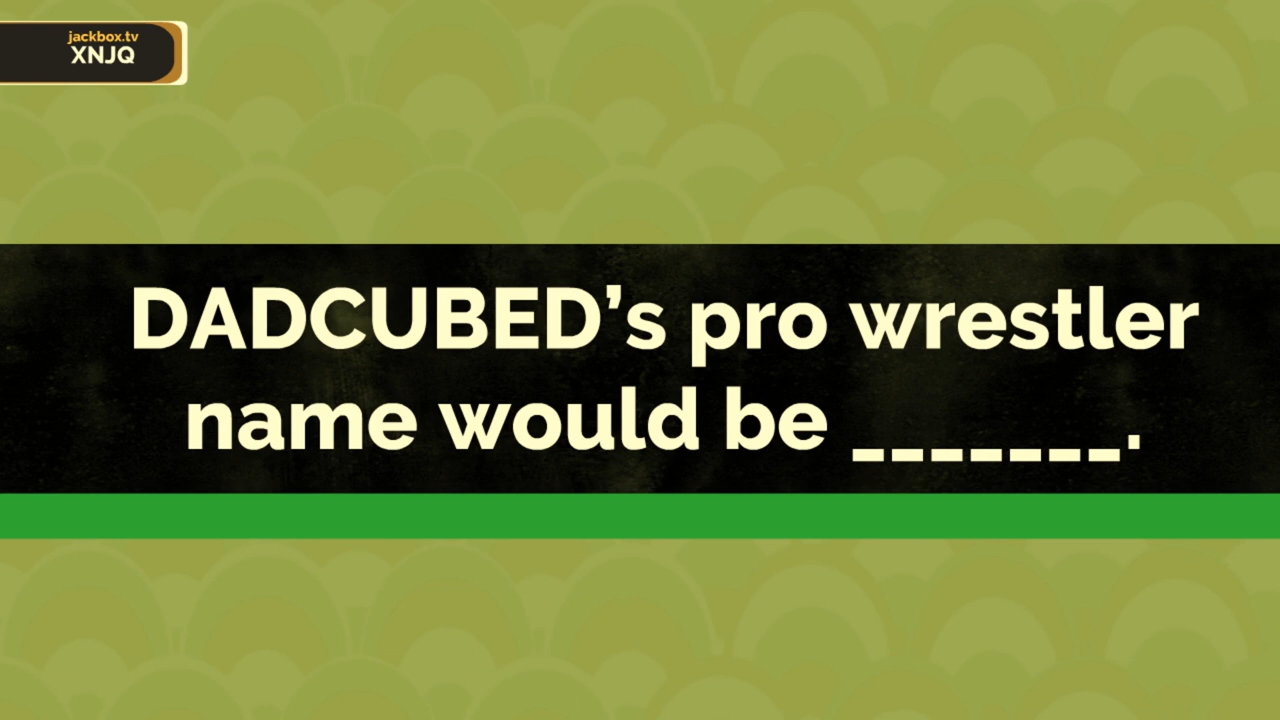 jackbox.tv
XNJQ
DADCUBED’s pro wrestler
name would be _______.